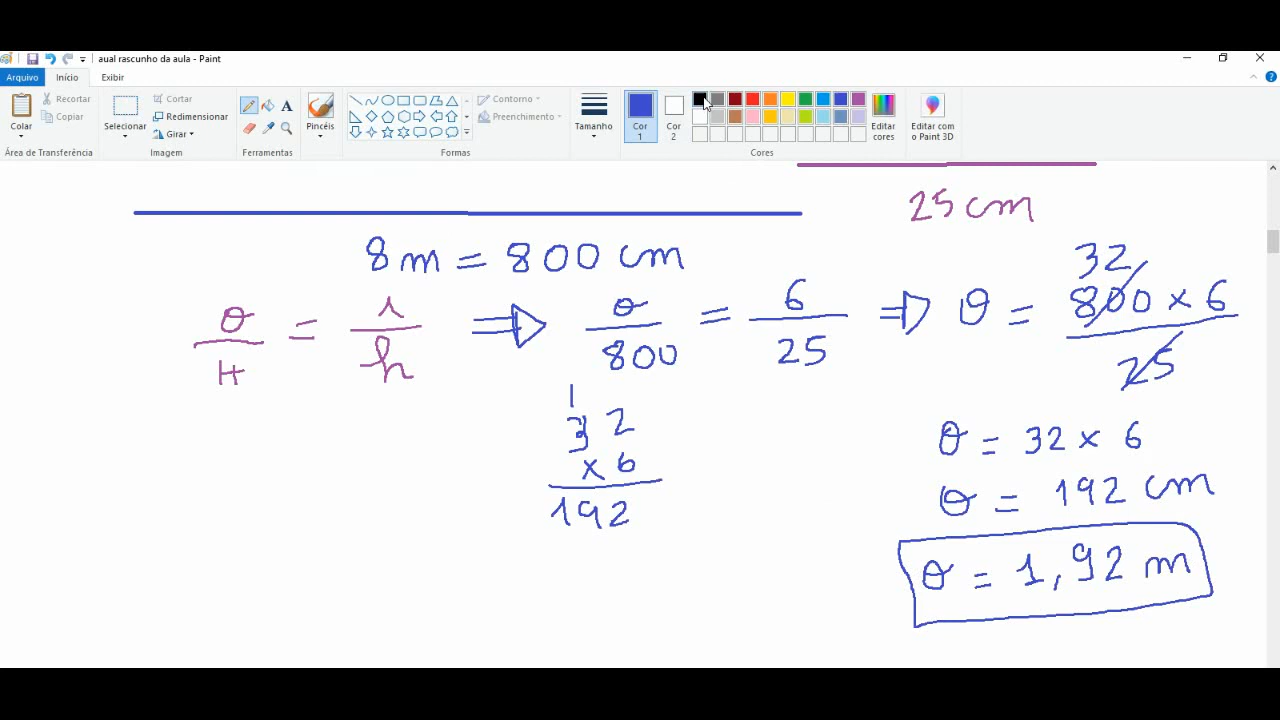 aual rascunho da aula - Paint
Arquivo Início Exibir
Colar
Recortar
Copiar
Área de Transferência
Selecionar
Cortar
Redimensionar
Girar
Imagem
A
Ferramentas
Pincéis
Contorno
Preenchimento
Formas
Tamanho
Cor 1
Cor 2
Editar cores
Cores
Editar com o Paint 3D
25 cm
8 m = 800 cm
θ/H = i/h ⇒ θ/800 = 6/25 ⇒ θ = 800 x 6/25
32
1
32
x 6
192
θ = 32 x 6
θ = 192 cm
θ = 1,92 m